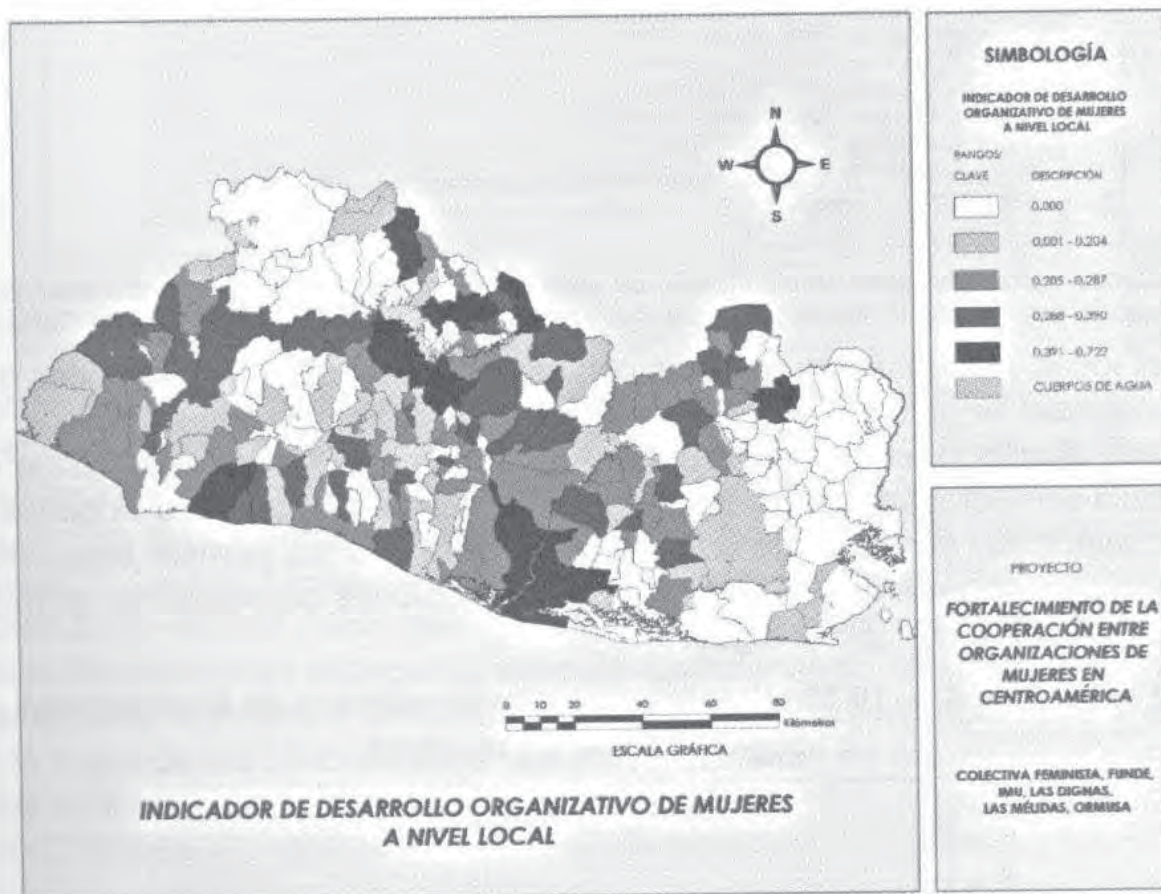 N
W E
S
0 10 20 40 60 80
Kilómetros
ESCALA GRÁFICA
INDICADOR DE DESARROLLO ORGANIZATIVO DE MUJERES
A NIVEL LOCAL
SIMBOLOGÍA
INDICADOR DE DESARROLLO
ORGANIZATIVO DE MUJERES
A NIVEL LOCAL
RANGOS/
CLAVE DESCRIPCIÓN
0.000
0.001 - 0.204
0.205 - 0.287
0.288 - 0.390
0.391 - 0.722
CUERPOS DE AGUA
PROYECTO
FORTALECIMIENTO DE LA
COOPERACIÓN ENTRE
ORGANIZACIONES DE
MUJERES EN
CENTROAMÉRICA
COLECTIVA FEMINISTA, FUNDE,
IMU, LAS DIGNAS,
LAS MÉLIDAS, ORMUSA